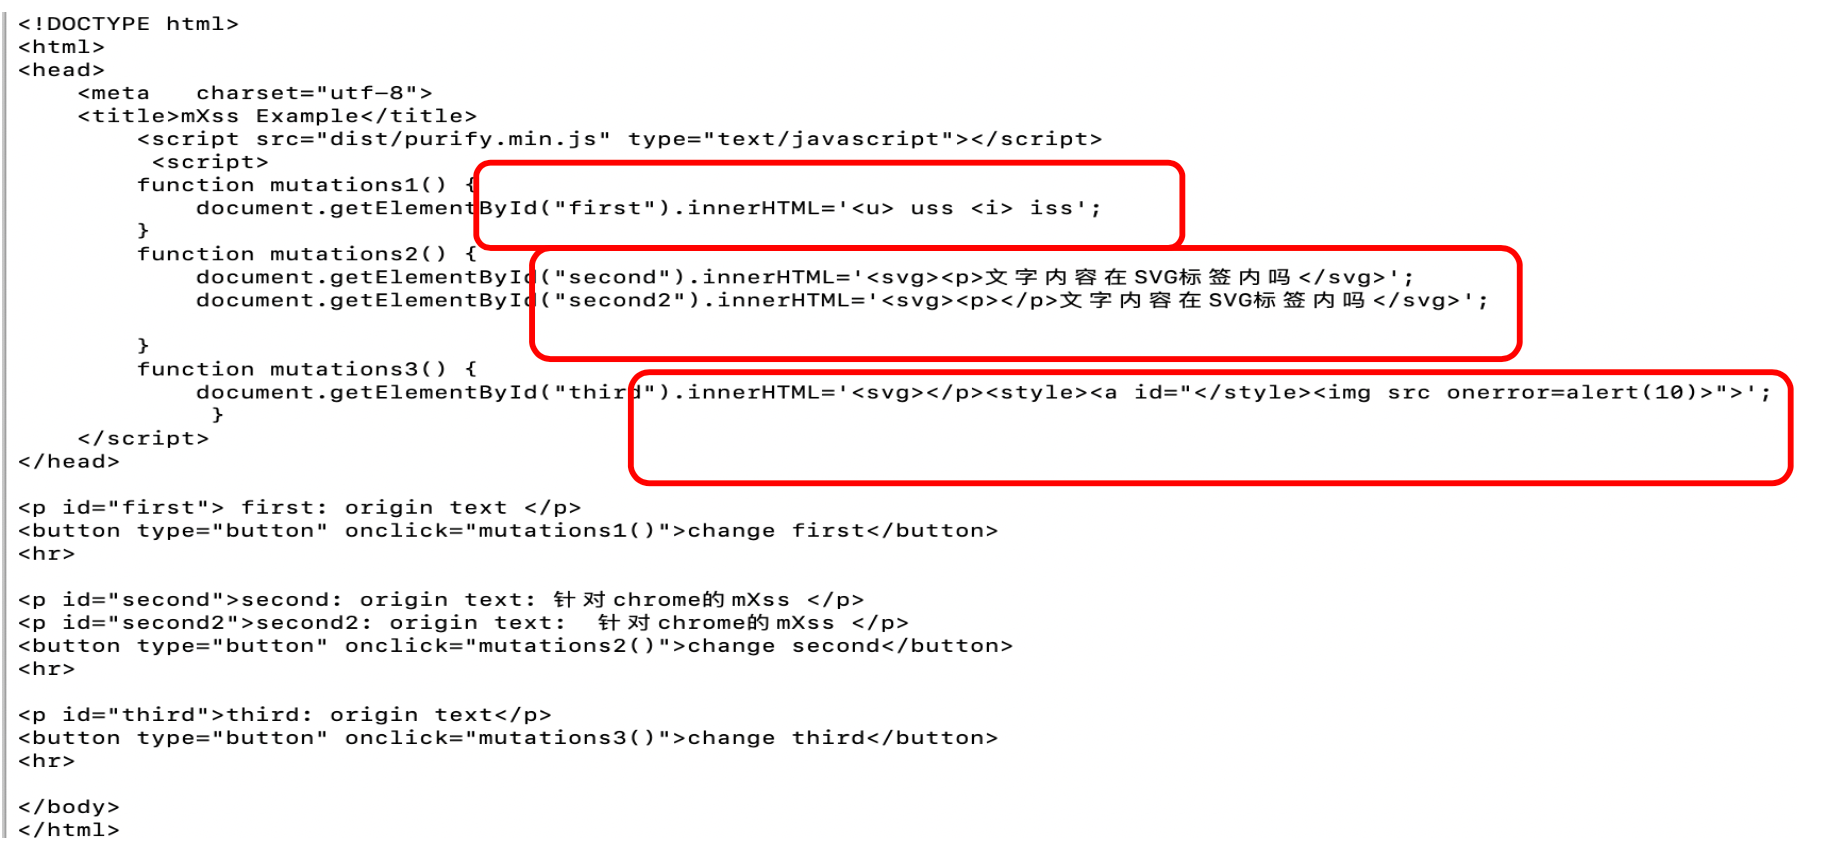 <!DOCTYPE html>
<html>
<head>
    <meta   charset="utf-8">
    <title>mXss Example</title>
        <script src="dist/purify.min.js" type="text/javascript"></script>
         <script>
        function mutations1() {
            document.getElementById("first").innerHTML='<u> uss <i> iss';
        }
        function mutations2() {
            document.getElementById("second").innerHTML='<svg><p>文字内容在SVG标签内吗</svg>';
            document.getElementById("second2").innerHTML='<svg><p></p>文字内容在SVG标签内吗</svg>';
        }
        function mutations3() {
            document.getElementById("third").innerHTML='<svg></p><style><a id="</style><img src onerror=alert(10)>">';
             }
    </script>
</head>
<p id="first"> first: origin text </p>
<button type="button" onclick="mutations1()">change first</button>
<hr>
<p id="second">second: origin text: 针对chrome的mXss </p>
<p id="second2">second2: origin text:  针对chrome的mXss </p>
<button type="button" onclick="mutations2()">change second</button>
<hr>
<p id="third">third: origin text</p>
<button type="button" onclick="mutations3()">change third</button>
<hr>
</body>
</html>